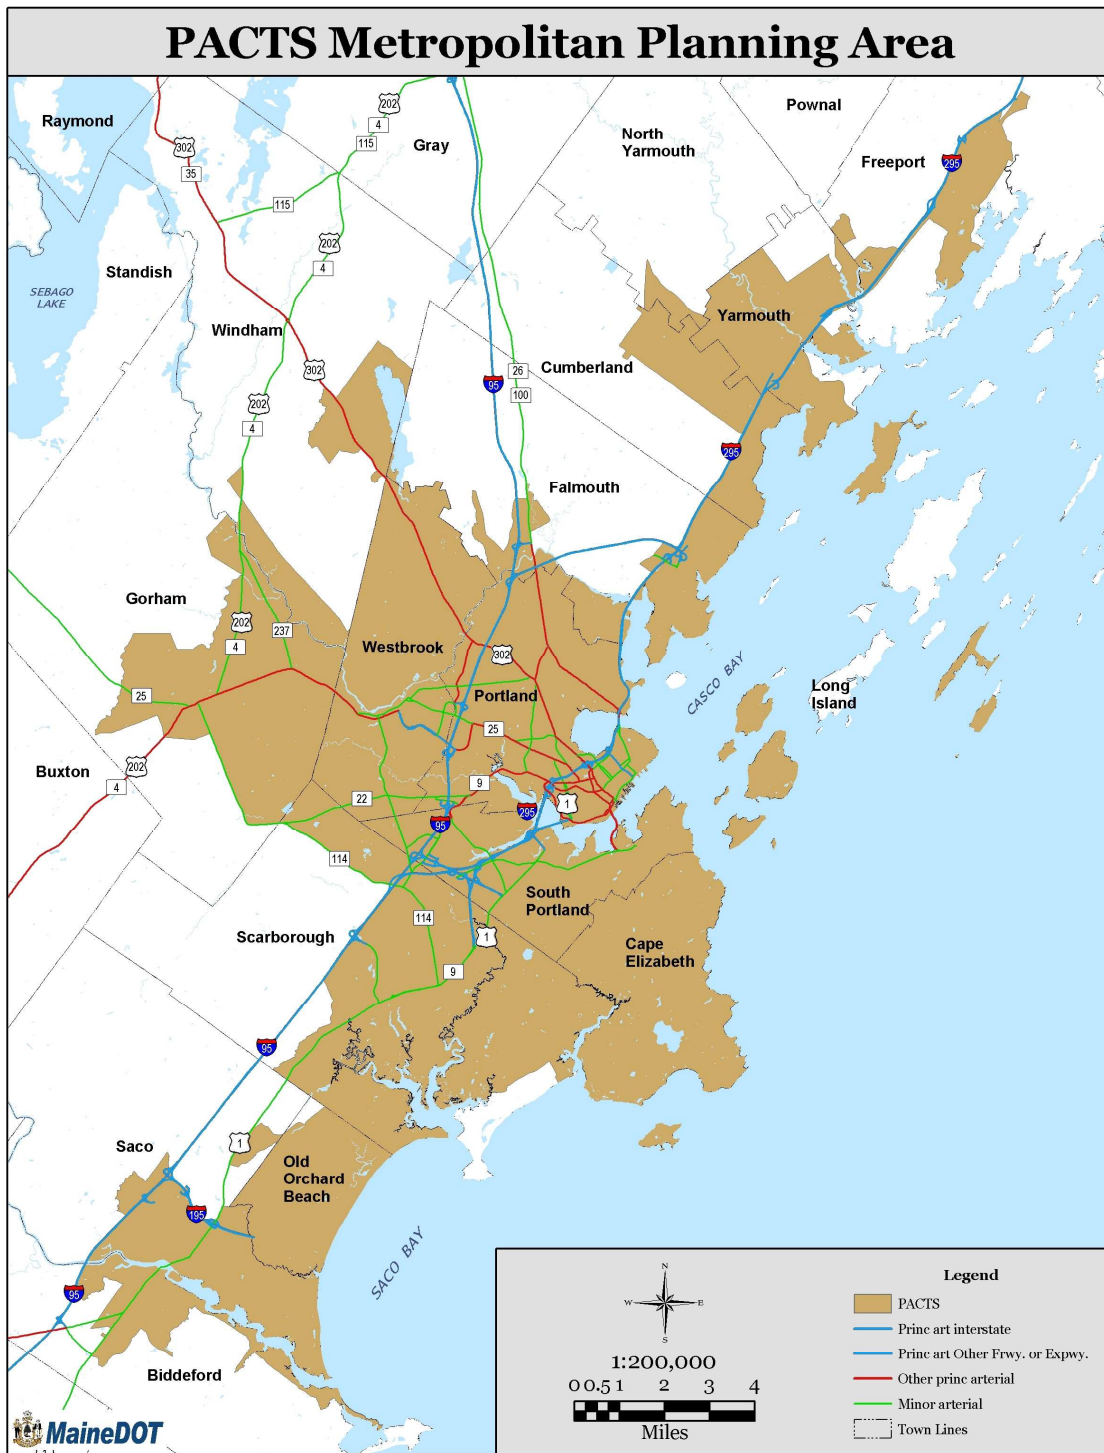 PACTS Metropolitan Planning Area
Raymond
202
4
115
Gray
Pownal
North
Yarmouth
Freeport
295
302
35
115
202
4
Standish
SEBAGO
LAKE
Windham
Yarmouth
302
26
Cumberland
95
100
202
4
295
Falmouth
Gorham
202
4
237
Westbrook
302
CASCO BAY
Long
Island
25
Portland
25
Buxton
202
4
9
22
295
1
95
114
South
Portland
114
Scarborough
1
Cape
Elizabeth
9
95
Saco
1
Old
Orchard
Beach
195
SACO BAY
95
Biddeford
N
W
E
S
1:200,000
0 0.5 1 2 3 4
Miles
Legend
PACTS
Princ art interstate
Princ art Other Frwy. or Expwy.
Other princ arterial
Minor arterial
Town Lines
MaineDOT